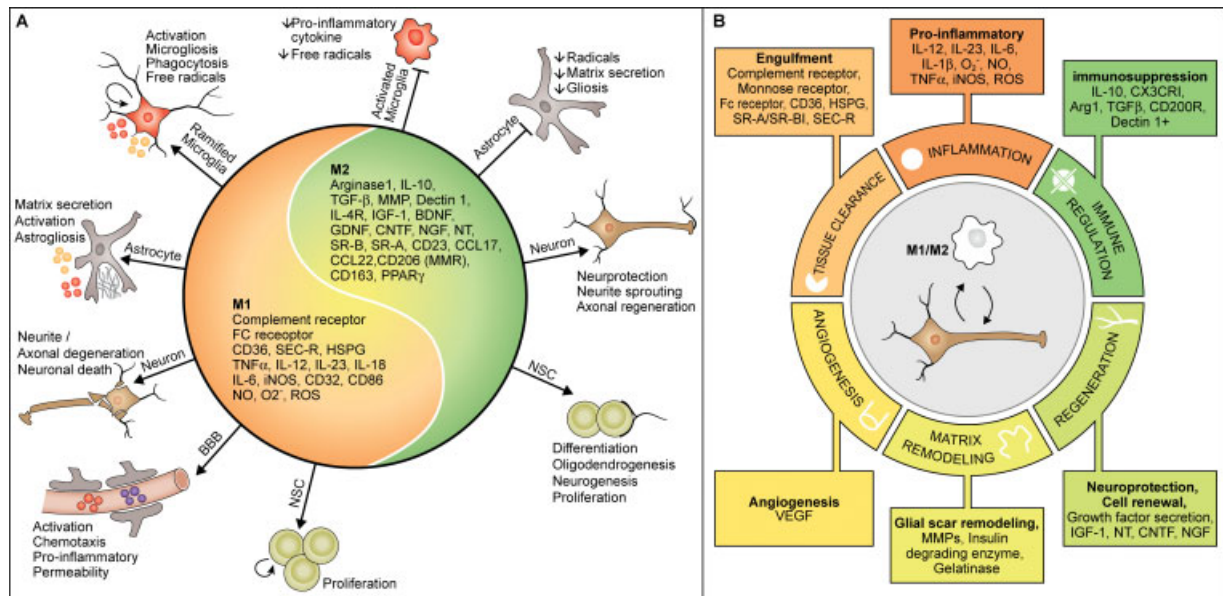 A
Activation
Microgliosis
Phagocytosis
Free radicals
Ramified
Microglia
↓Pro-inflammatory
cytokine
↓ Free radicals
Activated
Microglia
↓Radicals
↓Matrix secretion
↓Gliosis
Astrocyte
Matrix secretion
Activation
Astrogliosis
Astrocyte
M2
Arginase1, IL-10,
TGF-β, MMP, Dectin 1,
IL-4R, IGF-1, BDNF,
GDNF, CNTF, NGF, NT,
SR-B, SR-A, CD23, CCL17,
CCL22,CD206 (MMR),
CD163, PPARγ
Neuron
Neurprotection
Neurite sprouting
Axonal regeneration
M1
Complement receptor
FC receoptor
CD36, SEC-R, HSPG
TNFα, IL-12, IL-23, IL-18
IL-6, iNOS, CD32, CD86
NO, O2⁻, ROS
Neurite /
Axonal degeneration
Neuronal death
Neuron
NSC
Differentiation
Oligodendrogenesis
Neurogenesis
Proliferation
BBB
Activation
Chemotaxis
Pro-inflammatory
Permeability
NSC
Proliferation
B
Engulfment
Complement receptor,
Monnose receptor,
Fc receptor, CD36, HSPG,
SR-A/SR-BI, SEC-R
Pro-inflammatory
IL-12, IL-23, IL-6,
IL-1β, O₂⁻, NO,
TNFα, iNOS, ROS
immunosuppression
IL-10, CX3CRI,
Arg1, TGFβ, CD200R,
Dectin 1+
TISSUE CLEARANCE
INFLAMMATION
IMMUNE
REGULATION
M1/M2
ANGIOGENESIS
MATRIX
REMODELING
REGENERATION
Angiogenesis
VEGF
Glial scar remodeling,
MMPs, Insulin
degrading enzyme,
Gelatinase
Neuroprotection,
Cell renewal,
Growth factor secretion,
IGF-1, NT, CNTF, NGF